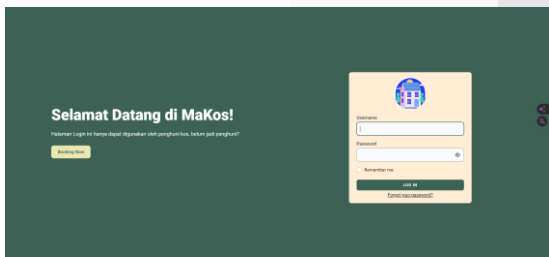 Selamat Datang di MaKos!
Halaman Login ini hanya dapat digunakan oleh penghuni kos, belum jadi penghuni?
Booking Now
Username
Password
Remember me
LOG IN
Forgot your password?